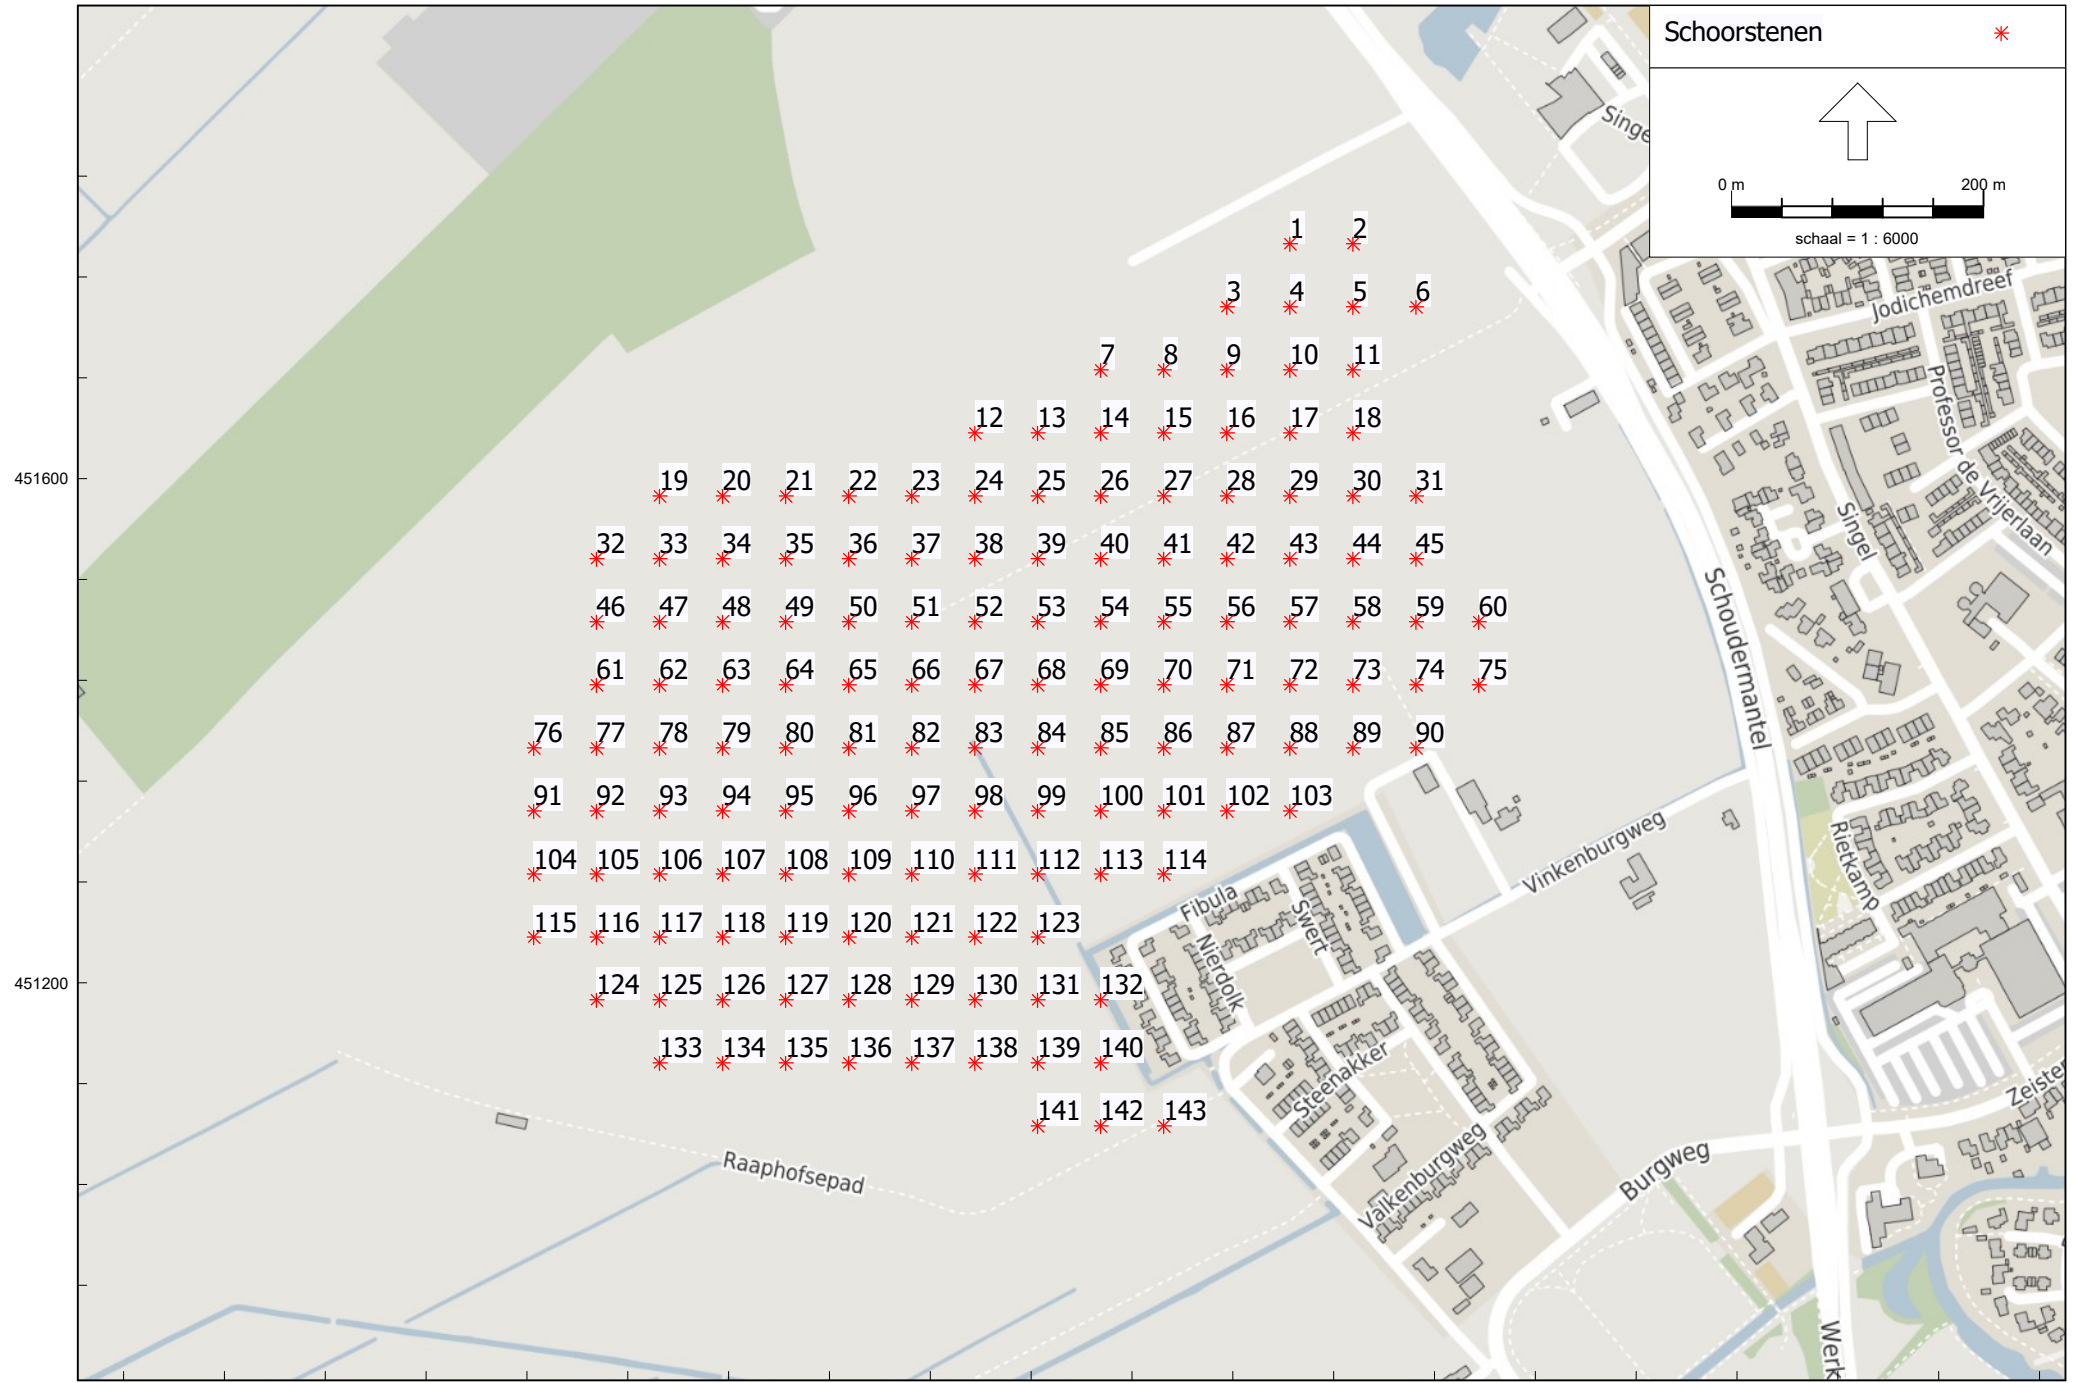 Schoorstenen
0 m 200 m
schaal = 1 : 6000
Singe
Jodichemdreef
Professor de Vrijerlaan
Singel
Schoudermantel
Rietkamp
Vinkenburgweg
Fibula
Swert
Nierdolk
Steenakker
Valkenburgweg
Burgweg
Zeister
Werk
Raaphofsepad
451600
451200
1 2
3 4 5 6
7 8 9 10 11
12 13 14 15 16 17 18
19 20 21 22 23 24 25 26 27 28 29 30 31
32 33 34 35 36 37 38 39 40 41 42 43 44 45
46 47 48 49 50 51 52 53 54 55 56 57 58 59 60
61 62 63 64 65 66 67 68 69 70 71 72 73 74 75
76 77 78 79 80 81 82 83 84 85 86 87 88 89 90
91 92 93 94 95 96 97 98 99 100 101 102 103
104 105 106 107 108 109 110 111 112 113 114
115 116 117 118 119 120 121 122 123
124 125 126 127 128 129 130 131 132
133 134 135 136 137 138 139 140
141 142 143